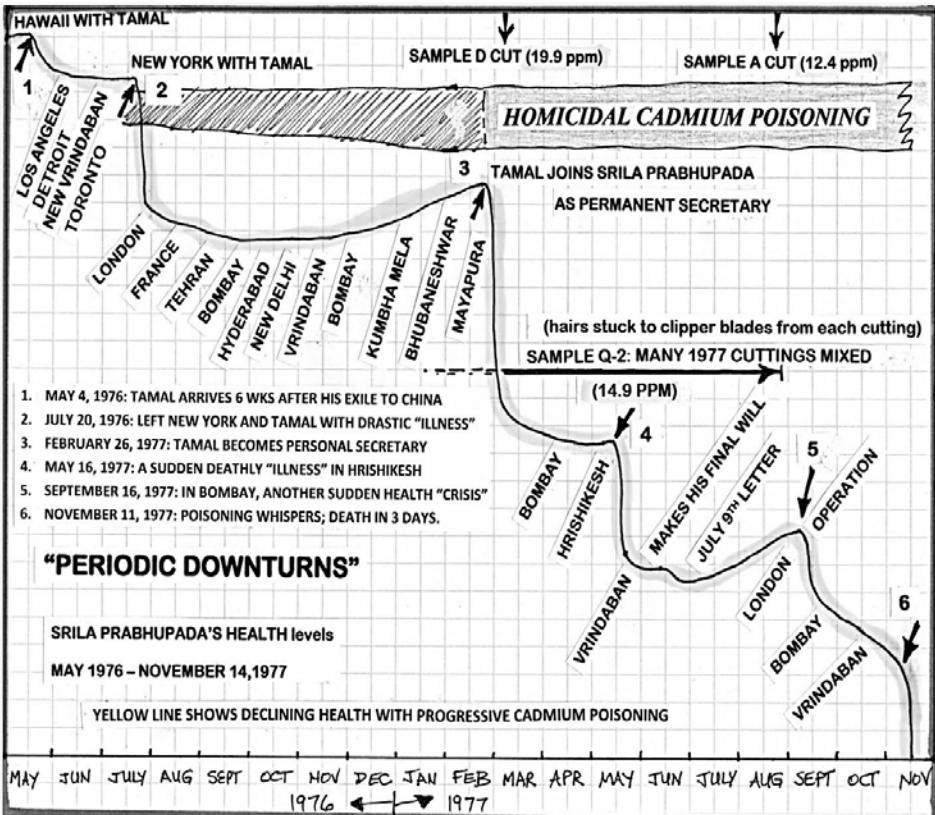 HAWAII WITH TAMAL
1
LOS ANGELES
DETROIT
NEW VRINDABAN
TORONTO
NEW YORK WITH TAMAL
2
SAMPLE D CUT (19.9 ppm)
SAMPLE A CUT (12.4 ppm)
HOMICIDAL CADMIUM POISONING
3
TAMAL JOINS SRILA PRABHUPADA
AS PERMANENT SECRETARY
LONDON
FRANCE
TEHRAN
BOMBAY
HYDERABAD
NEW DELHI
VRINDABAN
BOMBAY
KUMBHA MELA
BHUBANESHWAR
MAYAPURA
(hairs stuck to clipper blades from each cutting)
SAMPLE Q-2: MANY 1977 CUTTINGS MIXED
(14.9 PPM)
4
BOMBAY
HRISHIKESH
VRINDABAN
MAKES HIS FINAL WILL
JULY 9TH LETTER
LONDON
5
OPERATION
BOMBAY
VRINDABAN
6
1. MAY 4, 1976: TAMAL ARRIVES 6 WKS AFTER HIS EXILE TO CHINA
2. JULY 20, 1976: LEFT NEW YORK AND TAMAL WITH DRASTIC "ILLNESS"
3. FEBRUARY 26, 1977: TAMAL BECOMES PERSONAL SECRETARY
4. MAY 16, 1977: A SUDDEN DEATHLY "ILLNESS" IN HRISHIKESH
5. SEPTEMBER 16, 1977: IN BOMBAY, ANOTHER SUDDEN HEALTH "CRISIS"
6. NOVEMBER 11, 1977: POISONING WHISPERS; DEATH IN 3 DAYS.
"PERIODIC DOWNTURNS"
SRILA PRABHUPADA'S HEALTH levels
MAY 1976 – NOVEMBER 14,1977
YELLOW LINE SHOWS DECLINING HEALTH WITH PROGRESSIVE CADMIUM POISONING
MAY JUN JULY AUG SEPT OCT NOV DEC JAN FEB MAR APR MAY JUN JULY AUG SEPT OCT NOV
1976 1977